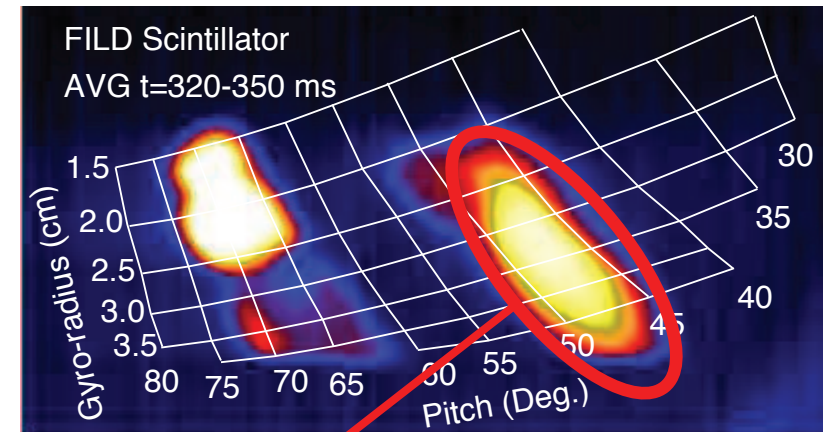 FILD Scintillator
AVG t=320-350 ms
1.5
2.0
2.5
3.0
3.5
Gyro-radius (cm)
80 75 70 65 60 55 50 45 40 35 30
Pitch (Deg.)